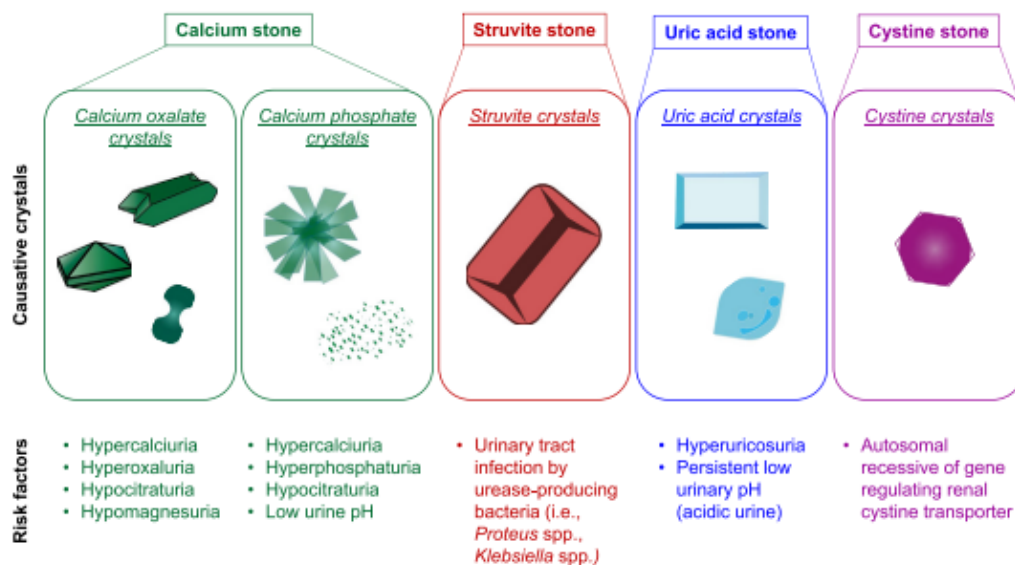 Calcium stone
Struvite stone
Uric acid stone
Cystine stone
Causative crystals
Calcium oxalate
crystals
Calcium phosphate
crystals
Struvite crystals
Uric acid crystals
Cystine crystals
Risk factors
• Hypercalciuria
• Hyperoxaluria
• Hypocitraturia
• Hypomagnesuria
• Hypercalciuria
• Hyperphosphaturia
• Hypocitraturia
• Low urine pH
• Urinary tract
infection by
urease-producing
bacteria (i.e.,
Proteus spp.,
Klebsiella spp.)
• Hyperuricosuria
• Persistent low
urinary pH
(acidic urine)
• Autosomal
recessive of gene
regulating renal
cystine transporter